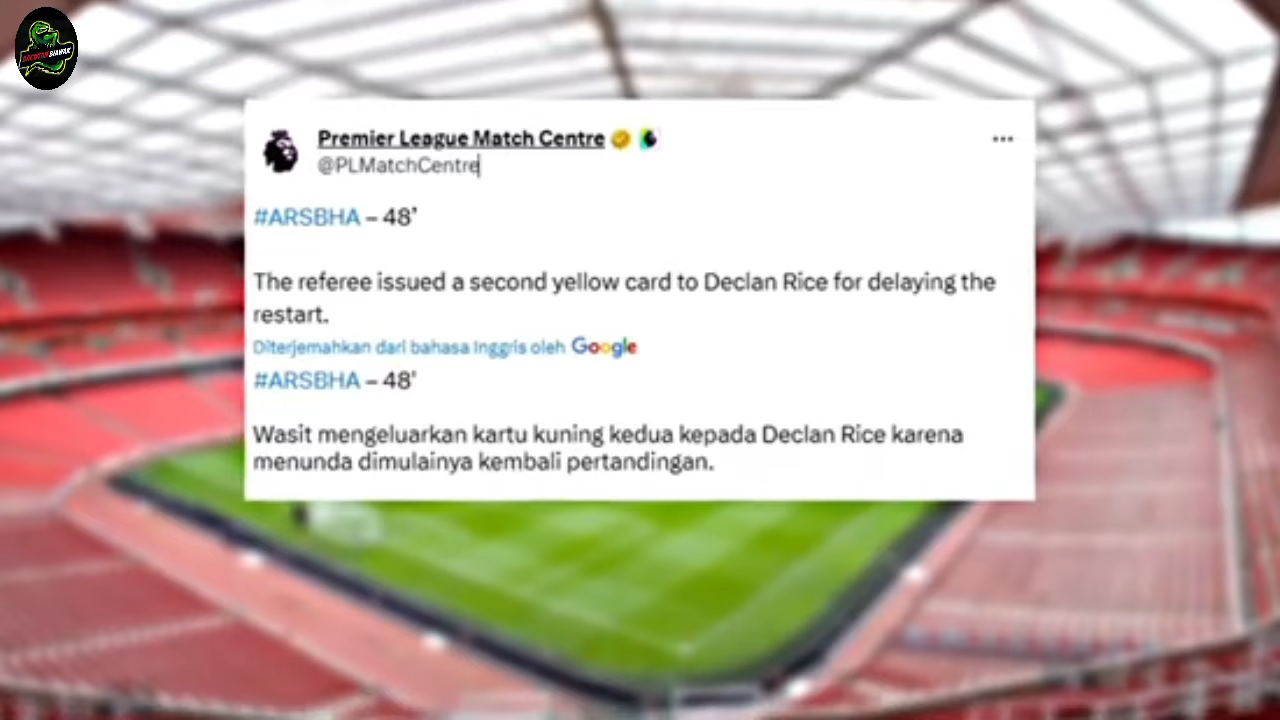 BACOTAN BIAWAK
Premier League Match Centre
@PLMatchCentre
#ARSBHA – 48'
The referee issued a second yellow card to Declan Rice for delaying the
restart.
Diterjemahkan dari bahasa Inggris oleh Google
#ARSBHA – 48'
Wasit mengeluarkan kartu kuning kedua kepada Declan Rice karena
menunda dimulainya kembali pertandingan.